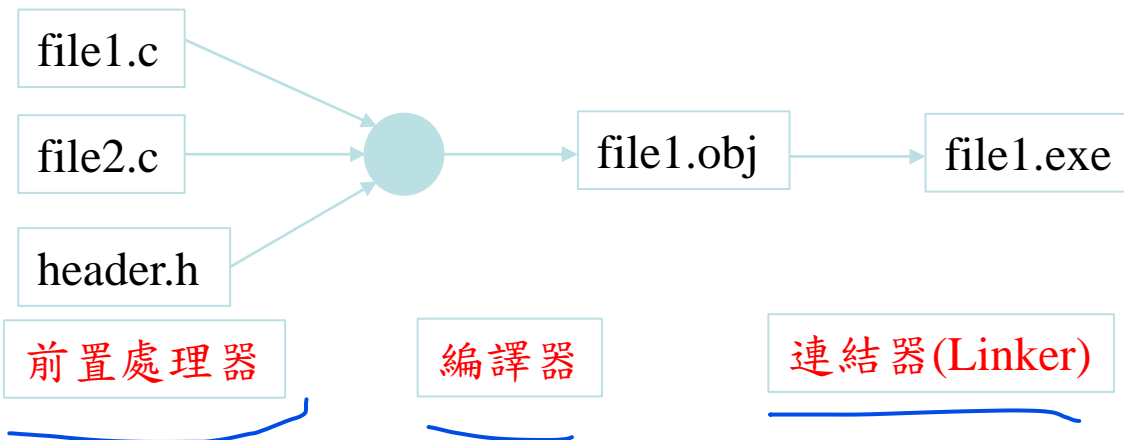 file1.c
file2.c
header.h
file1.obj
file1.exe
前置處理器
編譯器
連結器(Linker)